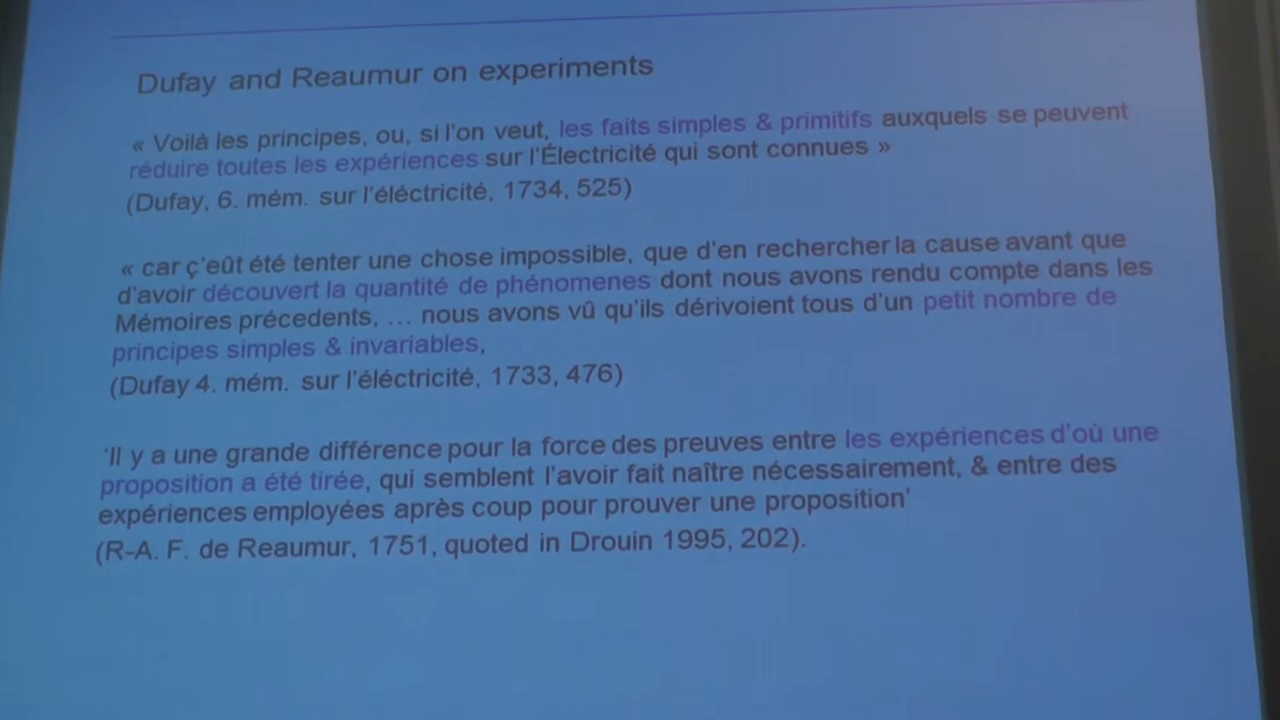 Dufay and Reaumur on experiments
« Voilà les principes, ou, si l'on veut, les faits simples & primitifs auxquels se peuvent
réduire toutes les expériences sur l'Électricité qui sont connues »
(Dufay, 6. mém. sur l'éléctricité, 1734, 525)
« car ç'eût été tenter une chose impossible, que d'en rechercher la cause avant que
d'avoir découvert la quantité de phénomenes dont nous avons rendu compte dans les
Mémoires précedents, ... nous avons vû qu'ils dérivoient tous d'un petit nombre de
principes simples & invariables,
(Dufay 4. mém. sur l'éléctricité, 1733, 476)
‘Il y a une grande différence pour la force des preuves entre les expériences d'où une
proposition a été tirée, qui semblent l'avoir fait naître nécessairement, & entre des
expériences employées après coup pour prouver une proposition’
(R-A. F. de Reaumur, 1751, quoted in Drouin 1995, 202).